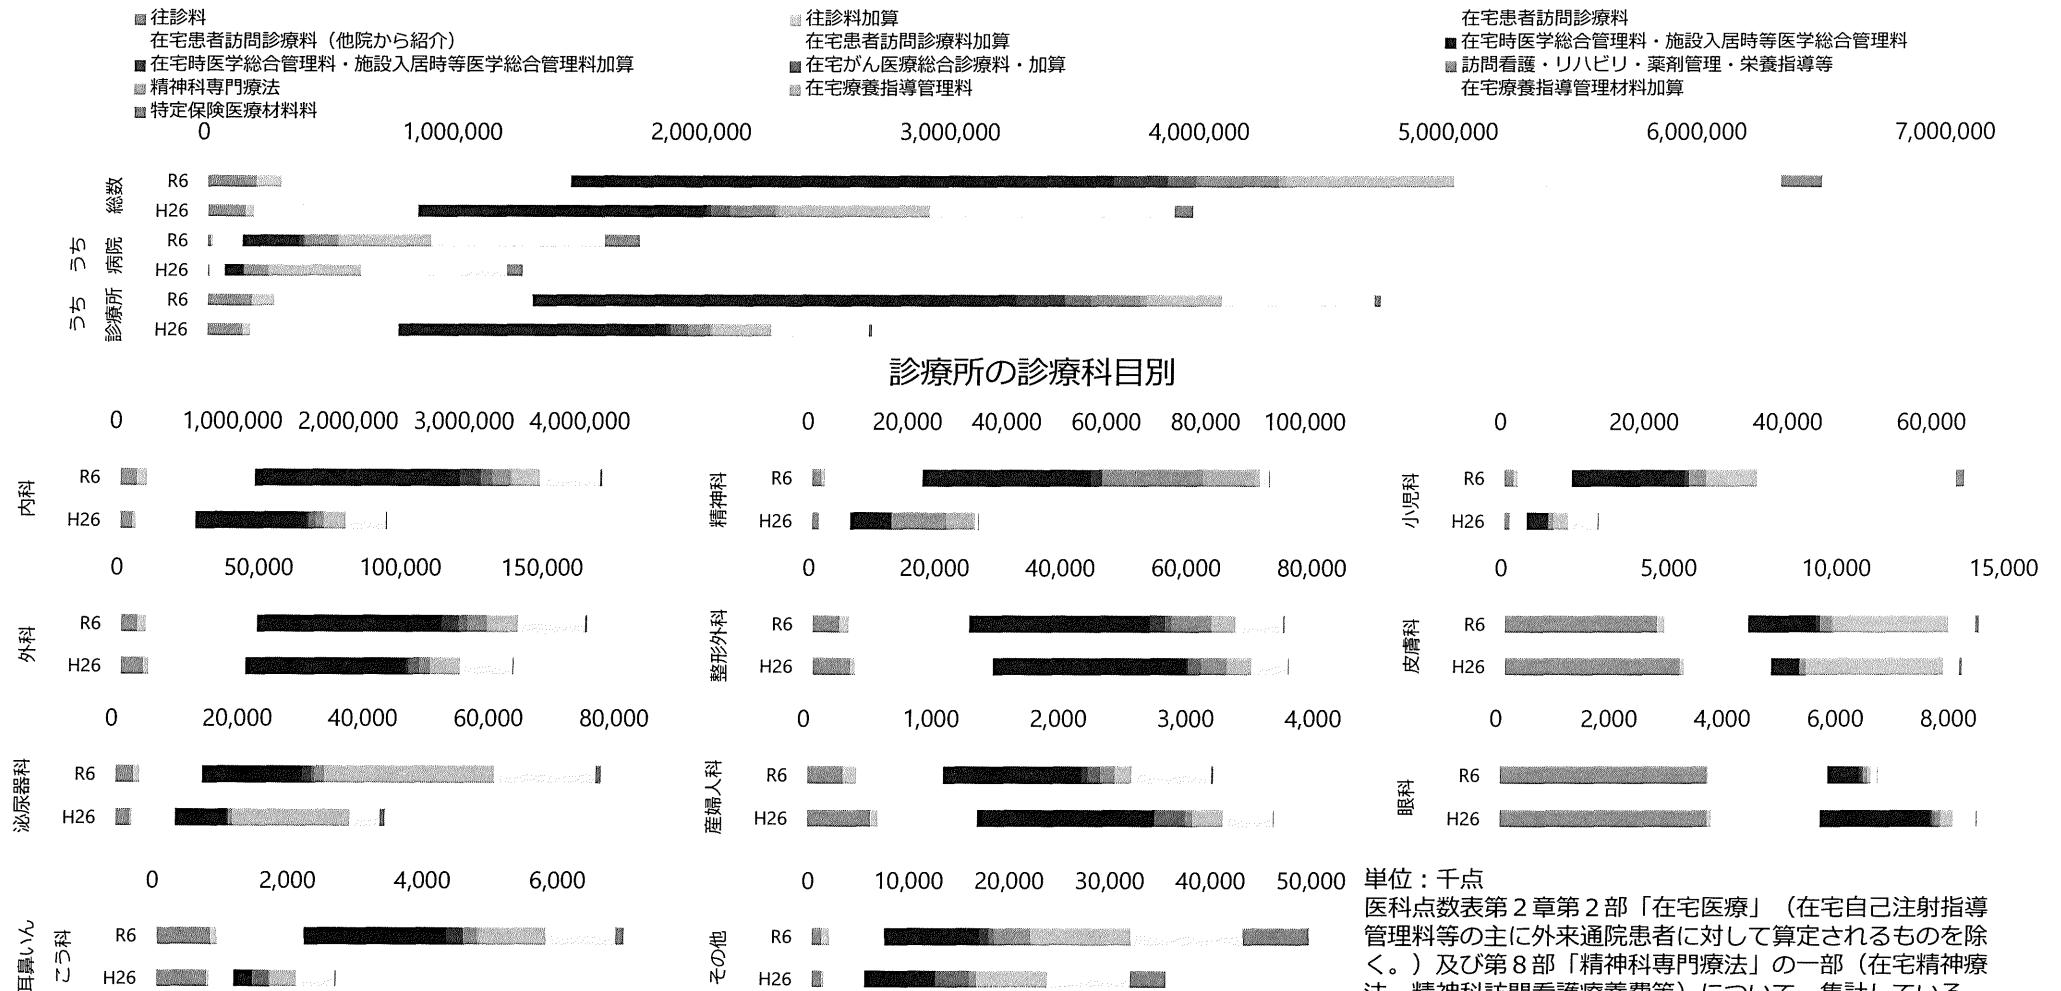 往診料 往診料加算 在宅患者訪問診療料
在宅患者訪問診療料（他院から紹介） 在宅患者訪問診療料加算 在宅時医学総合管理料・施設入居時等医学総合管理料
在宅時医学総合管理料・施設入居時等医学総合管理料加算 在宅がん医療総合診療料・加算 訪問看護・リハビリ・薬剤管理・栄養指導等
精神科専門療法 在宅療養指導管理料 在宅療養指導管理材料加算
特定保険医療材料料
0 1,000,000 2,000,000 3,000,000 4,000,000 5,000,000 6,000,000 7,000,000
総数
R6
H26
うち
病院
R6
H26
うち
診療所
R6
H26
診療所の診療科目別
0 1,000,000 2,000,000 3,000,000 4,000,000
内科
R6
H26
0 20,000 40,000 60,000 80,000 100,000
精神科
R6
H26
0 20,000 40,000 60,000
小児科
R6
H26
0 50,000 100,000 150,000
外科
R6
H26
0 20,000 40,000 60,000 80,000
整形外科
R6
H26
0 5,000 10,000 15,000
皮膚科
R6
H26
0 20,000 40,000 60,000 80,000
泌尿器科
R6
H26
0 1,000 2,000 3,000 4,000
産婦人科
R6
H26
0 2,000 4,000 6,000 8,000
眼科
R6
H26
0 2,000 4,000 6,000
耳鼻いん
こう科
R6
H26
0 10,000 20,000 30,000 40,000 50,000
その他
R6
H26
単位：千点
医科点数表第２章第２部「在宅医療」（在宅自己注射指導
管理料等の主に外来通院患者に対して算定されるものを除
く。）及び第８部「精神科専門療法」の一部（在宅精神療
法、精神科訪問看護療養費等）について、集計している